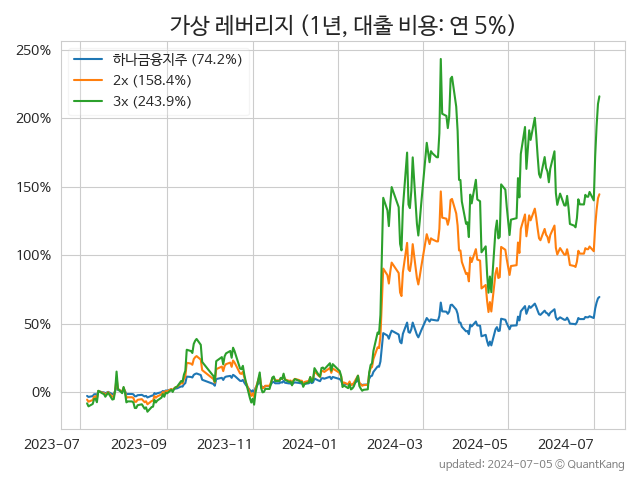 가상 레버리지 (1년, 대출 비용: 연 5%)
하나금융지주 (74.2%)
2x (158.4%)
3x (243.9%)
250%
200%
150%
100%
50%
0%
2023-07 2023-09 2023-11 2024-01 2024-03 2024-05 2024-07
updated: 2024-07-05 © QuantKang